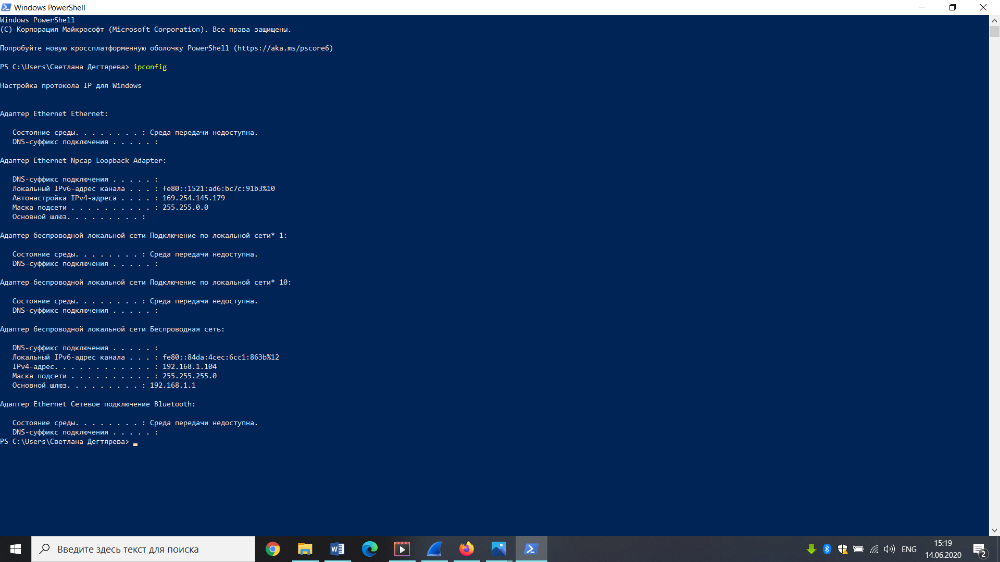 Windows PowerShell
Windows PowerShell
(C) Корпорация Майкрософт (Microsoft Corporation). Все права защищены.
Попробуйте новую кроссплатформенную оболочку PowerShell (https://aka.ms/pscore6)
PS C:\Users\Светлана Дегтярева> ipconfig
Настройка протокола IP для Windows
Адаптер Ethernet Ethernet:
   Состояние среды. . . . . . . . : Среда передачи недоступна.
   DNS-суффикс подключения . . . . . :
Адаптер Ethernet Npcap Loopback Adapter:
   DNS-суффикс подключения . . . . . :
   Локальный IPv6-адрес канала . . . : fe80::1521:ad6:bc7c:91b3%10
   Автонастройка IPv4-адреса . . . . : 169.254.145.179
   Маска подсети . . . . . . . . . . : 255.255.0.0
   Основной шлюз. . . . . . . . . :
Адаптер беспроводной локальной сети Подключение по локальной сети* 1:
   Состояние среды. . . . . . . . : Среда передачи недоступна.
   DNS-суффикс подключения . . . . . :
Адаптер беспроводной локальной сети Подключение по локальной сети* 10:
   Состояние среды. . . . . . . . : Среда передачи недоступна.
   DNS-суффикс подключения . . . . . :
Адаптер беспроводной локальной сети Беспроводная сеть:
   DNS-суффикс подключения . . . . . :
   Локальный IPv6-адрес канала . . . : fe80::84da:4cec:6cc1:863b%12
   IPv4-адрес. . . . . . . . . . . . : 192.168.1.104
   Маска подсети . . . . . . . . . . : 255.255.255.0
   Основной шлюз. . . . . . . . . : 192.168.1.1
Адаптер Ethernet Сетевое подключение Bluetooth:
   Состояние среды. . . . . . . . : Среда передачи недоступна.
   DNS-суффикс подключения . . . . . :
PS C:\Users\Светлана Дегтярева>
Введите здесь текст для поиска
ENG
15:19
14.06.2020
2